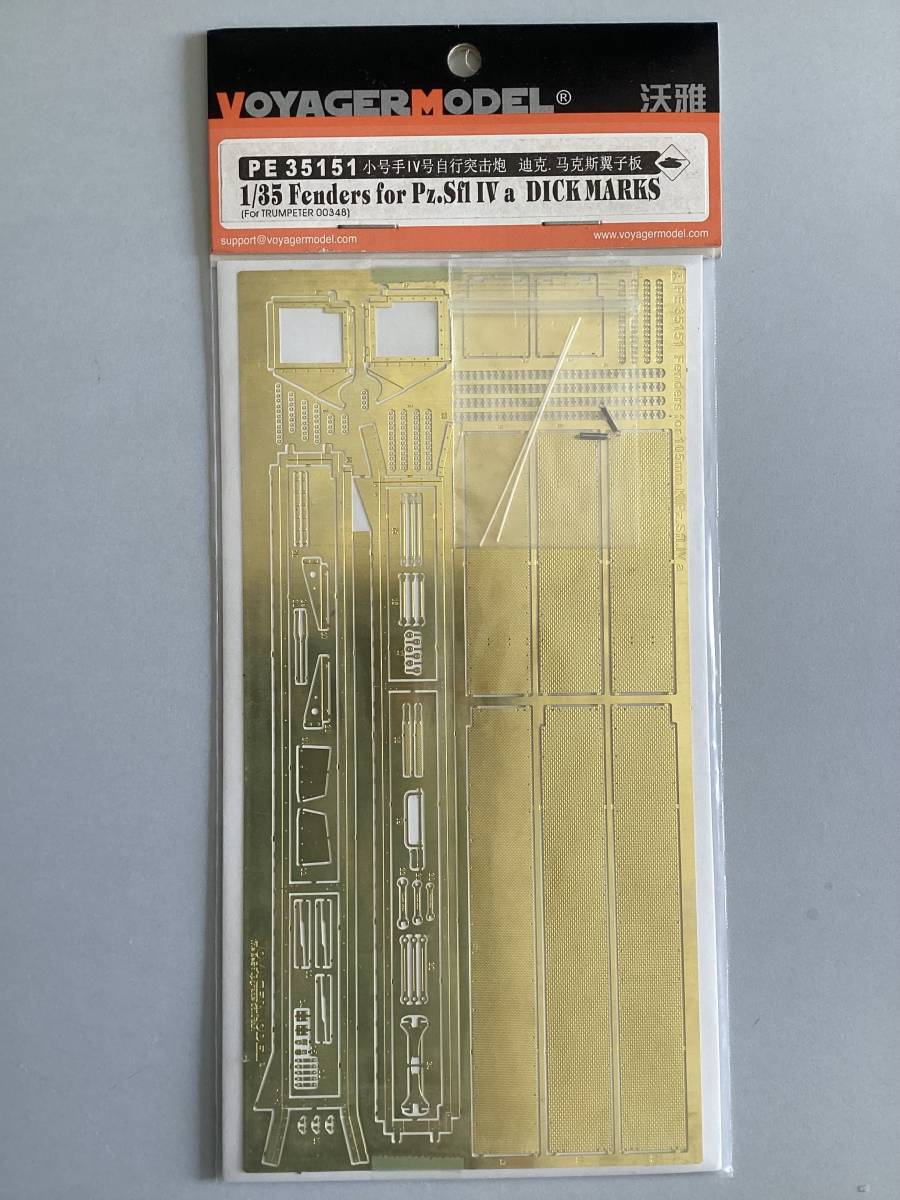 VOYAGERMODEL® 沃雅
PE 35151 小号手IV号自行突击炮 迪克.马克斯翼子板
1/35 Fenders for Pz.Sfl IV a DICK MARKS
(For TRUMPETER 00348)
support@voyagermodel.com www.voyagermodel.com
PE35151 Fenders for 105mm K18 Sfl.IV a